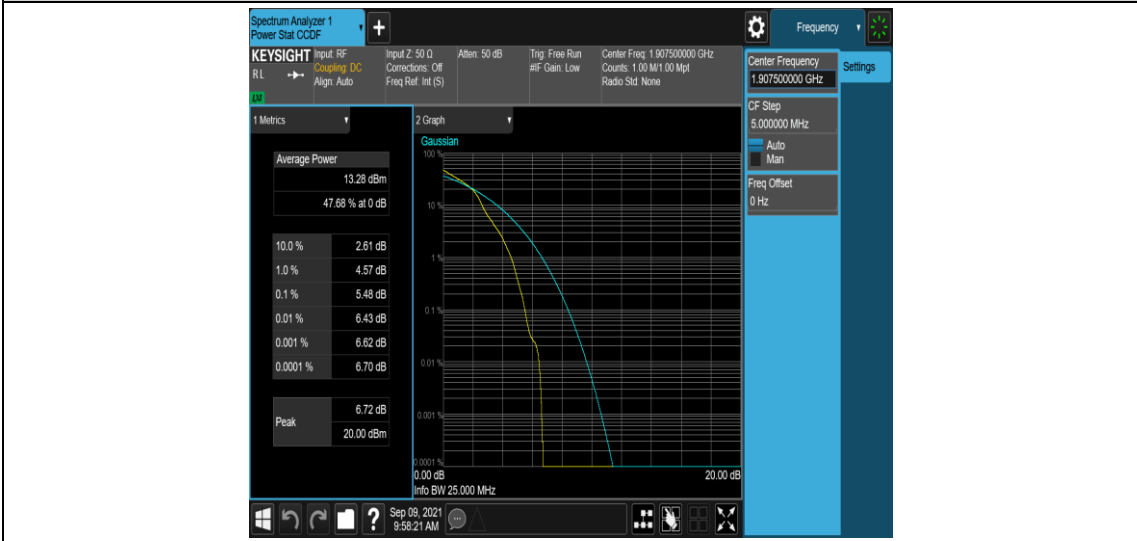 Spectrum Analyzer 1
Power Stat CCDF
+
Frequency
KEYSIGHT
RL
LM
Input: RF
Coupling: DC
Align: Auto
Input Z: 50 Ω
Corrections: Off
Freq Ref: Int (S)
Atten: 50 dB
Trig: Free Run
#IF Gain: Low
Center Freq: 1.907500000 GHz
Counts: 1.00 M/1.00 Mpt
Radio Std: None
Center Frequency
1.907500000 GHz
Settings
CF Step
5.000000 MHz
Auto
Man
Freq Offset
0 Hz
1 Metrics
Average Power
13.28 dBm
47.68 % at 0 dB
10.0 % 2.61 dB
1.0 % 4.57 dB
0.1 % 5.48 dB
0.01 % 6.43 dB
0.001 % 6.62 dB
0.0001 % 6.70 dB
Peak
6.72 dB
20.00 dBm
2 Graph
Gaussian
100 %
10 %
1 %
0.1 %
0.01 %
0.001 %
0.0001 %
0.00 dB 20.00 dB
Info BW 25.000 MHz
?
Sep 09, 2021
9:58:21 AM